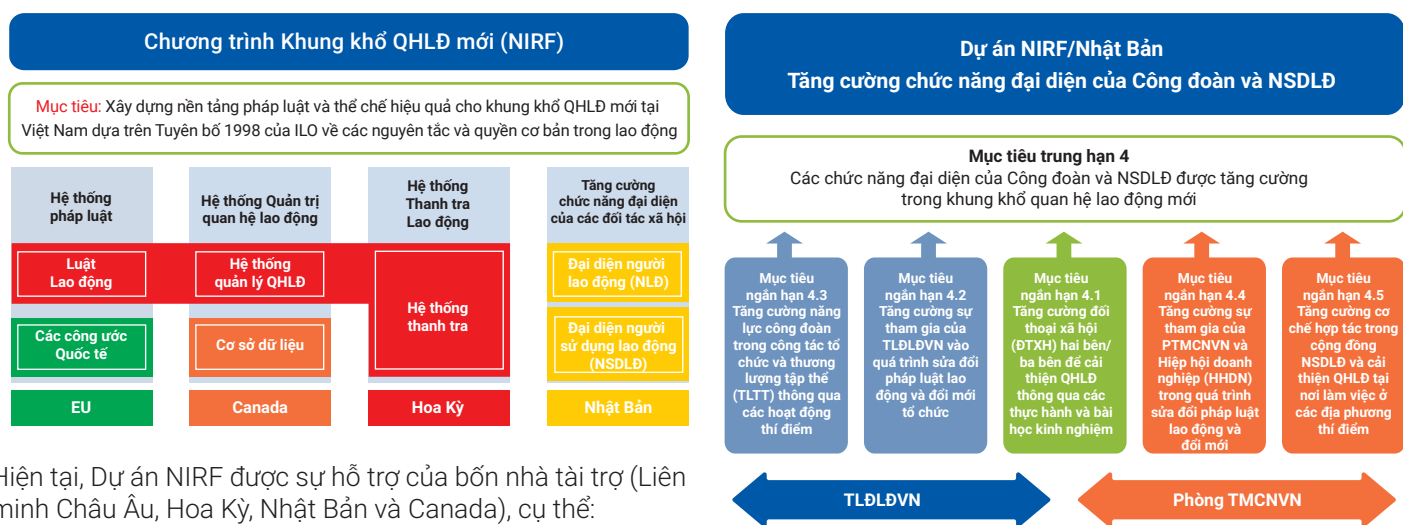 Chương trình Khung khổ QHLĐ mới (NIRF)
Mục tiêu: Xây dựng nền tảng pháp luật và thể chế hiệu quả cho khung khổ QHLĐ mới tại
Việt Nam dựa trên Tuyên bố 1998 của ILO về các nguyên tắc và quyền cơ bản trong lao động
Hệ thống
pháp luật
Hệ thống Quản trị
quan hệ lao động
Hệ thống
Thanh tra
Lao động
Tăng cường
chức năng đại diện
của các đối tác xã hội
Luật
Lao động
Hệ thống
quản lý QHLĐ
Hệ thống
thanh tra
Đại diện người
lao động (NLĐ)
Các công ước
Quốc tế
Cơ sở dữ liệu
Đại diện người
sử dụng lao động
(NSDLĐ)
EU
Canada
Hoa Kỳ
Nhật Bản
Hiện tại, Dự án NIRF được sự hỗ trợ của bốn nhà tài trợ (Liên
minh Châu Âu, Hoa Kỳ, Nhật Bản và Canada), cụ thể:
Dự án NIRF/Nhật Bản
Tăng cường chức năng đại diện của Công đoàn và NSDLĐ
Mục tiêu trung hạn 4
Các chức năng đại diện của Công đoàn và NSDLĐ được tăng cường
trong khung khổ quan hệ lao động mới
Mục tiêu
ngắn hạn 4.3
Tăng cường năng
lực công đoàn
trong công tác tổ
chức và thương
lượng tập thể
(TLTT) thông qua
các hoạt động
thí điểm
Mục tiêu
ngắn hạn 4.2
Tăng cường sự
tham gia của
TLĐLĐVN vào
quá trình sửa đổi
pháp luật lao
động và đổi mới
tổ chức
Mục tiêu
ngắn hạn 4.1
Tăng cường đối
thoại xã hội
(ĐTXH) hai bên/
ba bên để cải
thiện QHLĐ
thông qua các
thực hành và bài
học kinh nghiệm
Mục tiêu
ngắn hạn 4.4
Tăng cường sự
tham gia của
PTMCNVN và
Hiệp hội doanh
nghiệp (HHDN)
trong quá trình
sửa đổi pháp luật
lao động và
đổi mới
Mục tiêu
ngắn hạn 4.5
Tăng cường cơ
chế hợp tác trong
cộng đồng
NSDLĐ và cải
thiện QHLĐ tại
nơi làm việc ở
các địa phương
thí điểm
TLĐLĐVN
Phòng TMCNVN